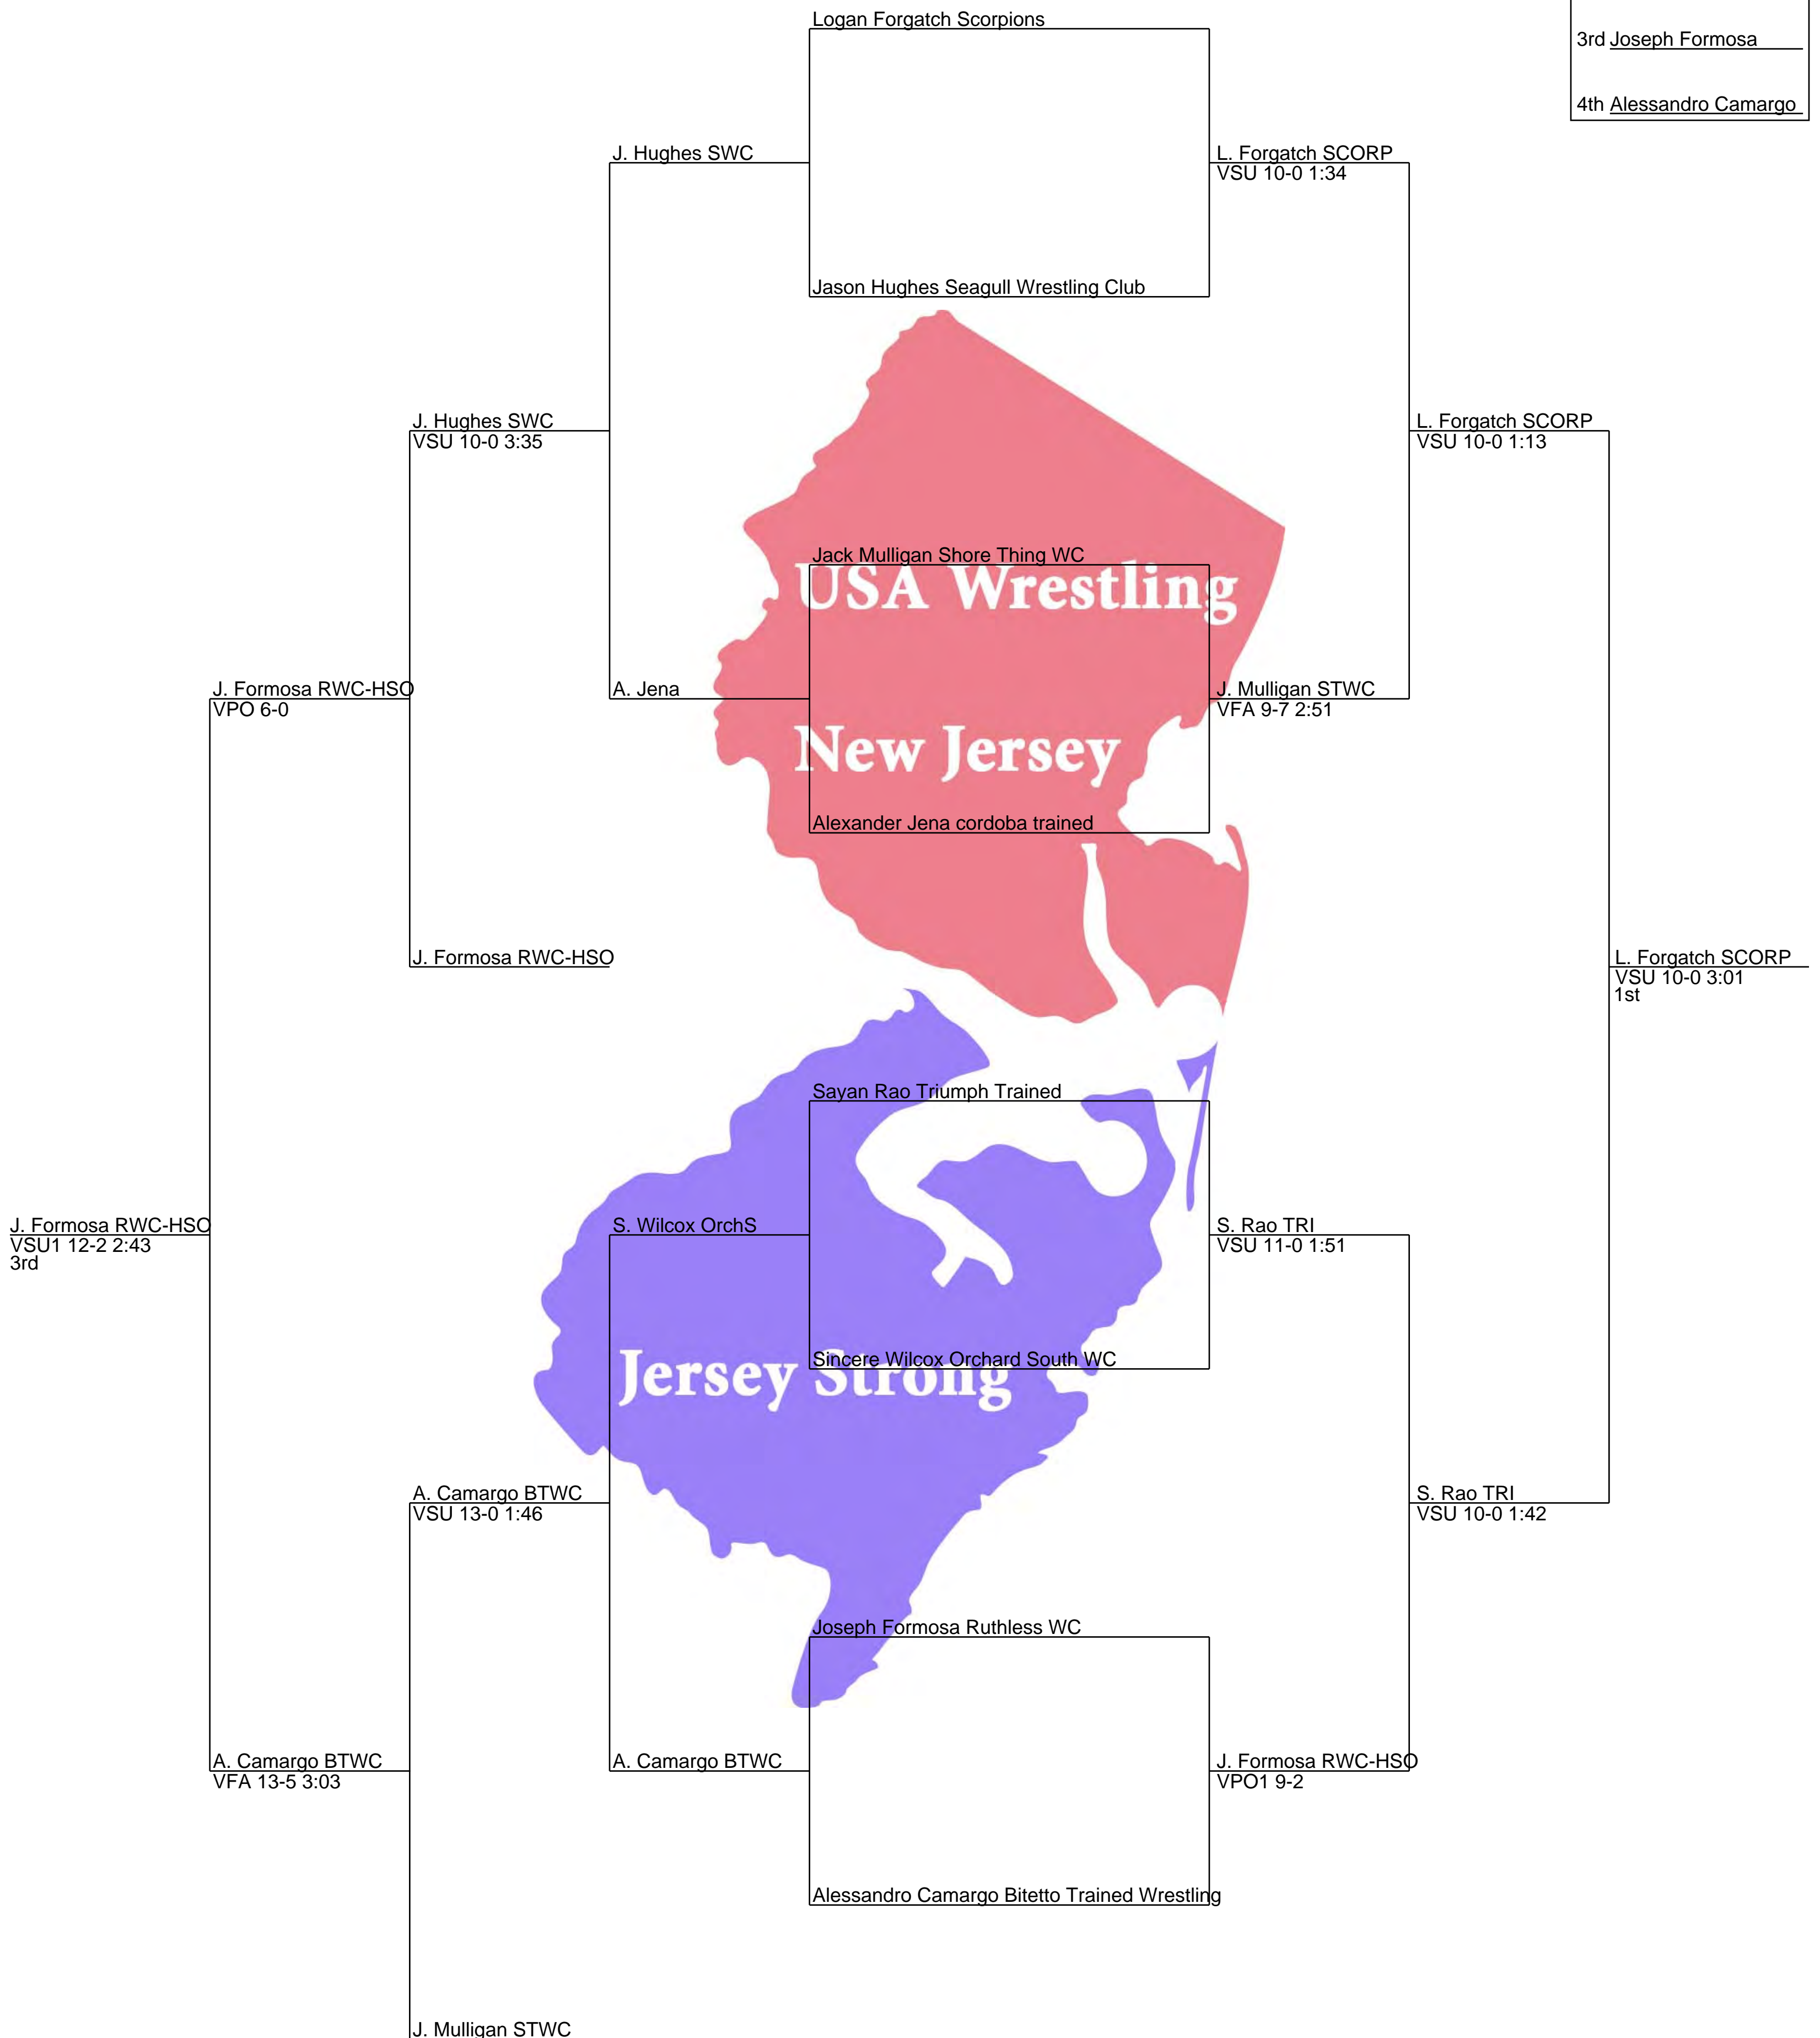 Logan Forgatch Scorpions
3rd Joseph Formosa
4th Alessandro Camargo
J. Hughes SWC
L. Forgatch SCORP
VSU 10-0 1:34
Jason Hughes Seagull Wrestling Club
J. Hughes SWC
VSU 10-0 3:35
L. Forgatch SCORP
VSU 10-0 1:13
Jack Mulligan Shore Thing WC
USA Wrestling
J. Formosa RWC-HSO
VPO 6-0
A. Jena
J. Mulligan STWC
VFA 9-7 2:51
New Jersey
Alexander Jena cordoba trained
J. Formosa RWC-HSO
L. Forgatch SCORP
VSU 10-0 3:01
1st
Sayan Rao Triumph Trained
J. Formosa RWC-HSO
VSU1 12-2 2:43
3rd
S. Wilcox OrchS
S. Rao TRI
VSU 11-0 1:51
Sincere Wilcox Orchard South WC
Jersey Strong
A. Camargo BTWC
VSU 13-0 1:46
S. Rao TRI
VSU 10-0 1:42
Joseph Formosa Ruthless WC
A. Camargo BTWC
VFA 13-5 3:03
A. Camargo BTWC
J. Formosa RWC-HSO
VPO1 9-2
Alessandro Camargo Bitetto Trained Wrestling
J. Mulligan STWC